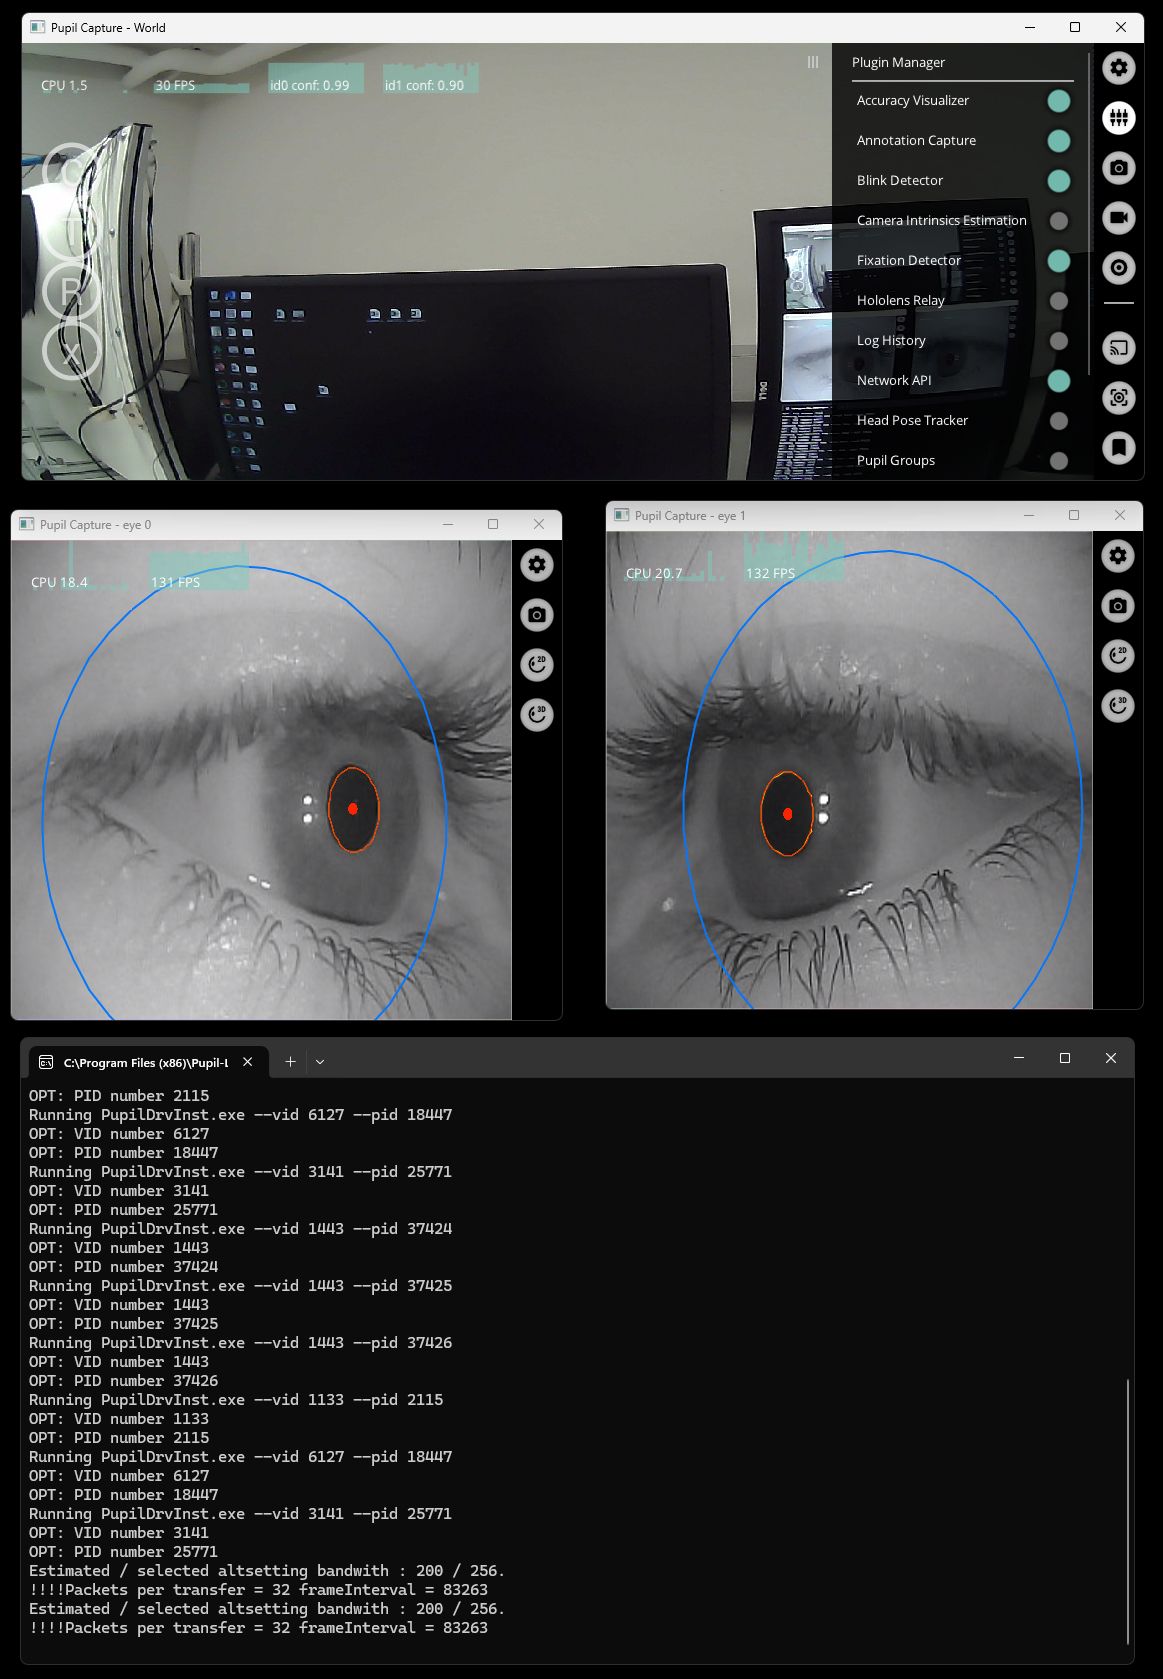 Pupil Capture - World
CPU 1.5
30 FPS
id0 conf: 0.99
id1 conf: 0.90
C
T
R
X
DELL
Plugin Manager
Accuracy Visualizer
Annotation Capture
Blink Detector
Camera Intrinsics Estimation
Fixation Detector
Hololens Relay
Log History
Network API
Head Pose Tracker
Pupil Groups
Pupil Capture - eye 0
CPU 18.4
131 FPS
2D
3D
Pupil Capture - eye 1
CPU 20.7
132 FPS
2D
3D
C:\Program Files (x86)\Pupil-L
OPT: PID number 2115
Running PupilDrvInst.exe --vid 6127 --pid 18447
OPT: VID number 6127
OPT: PID number 18447
Running PupilDrvInst.exe --vid 3141 --pid 25771
OPT: VID number 3141
OPT: PID number 25771
Running PupilDrvInst.exe --vid 1443 --pid 37424
OPT: VID number 1443
OPT: PID number 37424
Running PupilDrvInst.exe --vid 1443 --pid 37425
OPT: VID number 1443
OPT: PID number 37425
Running PupilDrvInst.exe --vid 1443 --pid 37426
OPT: VID number 1443
OPT: PID number 37426
Running PupilDrvInst.exe --vid 1133 --pid 2115
OPT: VID number 1133
OPT: PID number 2115
Running PupilDrvInst.exe --vid 6127 --pid 18447
OPT: VID number 6127
OPT: PID number 18447
Running PupilDrvInst.exe --vid 3141 --pid 25771
OPT: VID number 3141
OPT: PID number 25771
Estimated / selected altsetting bandwith : 200 / 256.
!!!!Packets per transfer = 32 frameInterval = 83263
Estimated / selected altsetting bandwith : 200 / 256.
!!!!Packets per transfer = 32 frameInterval = 83263